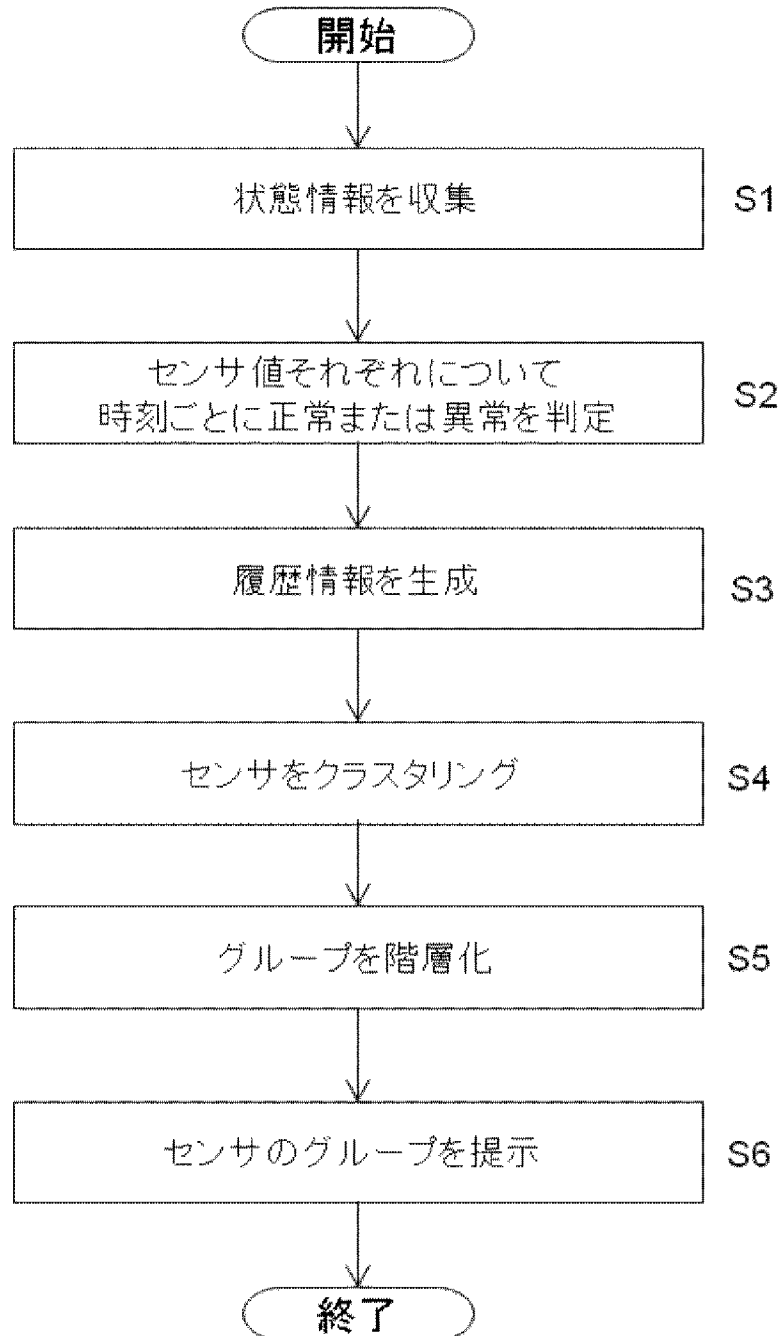 開始
状態情報を収集
S1
センサ値それぞれについて
時刻ごとに正常または異常を判定
S2
履歴情報を生成
S3
センサをクラスタリング
S4
グループを階層化
S5
センサのグループを提示
S6
終了